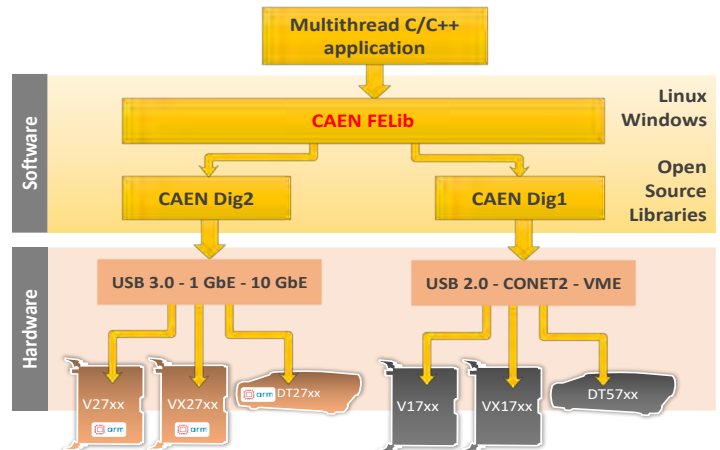 Multithread C/C++
application
Software
CAEN FELib
Linux
Windows
CAEN Dig2
CAEN Dig1
Open
Source
Libraries
Hardware
USB 3.0 - 1 GbE - 10 GbE
USB 2.0 - CONET2 - VME
V27xx
arm
VX27xx
arm
arm
DT27xx
V17xx
VX17xx
DT57xx